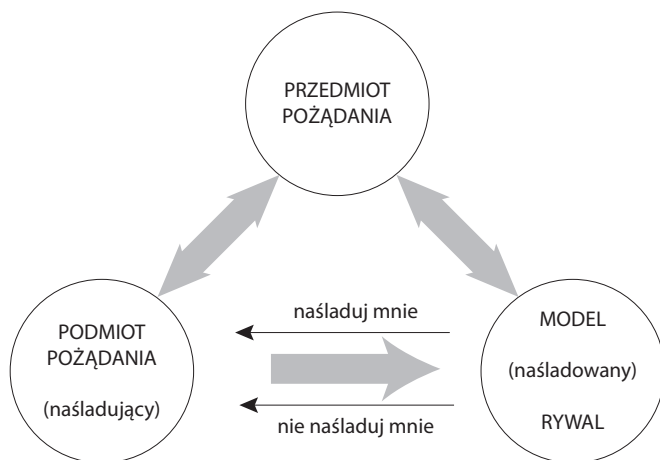 PRZEDMIOT
POŻĄDANIA
PODMIOT
POŻĄDANIA
(naśladujący)
naśladuj mnie
nie naśladuj mnie
MODEL
(naśladowany)
RYWAL